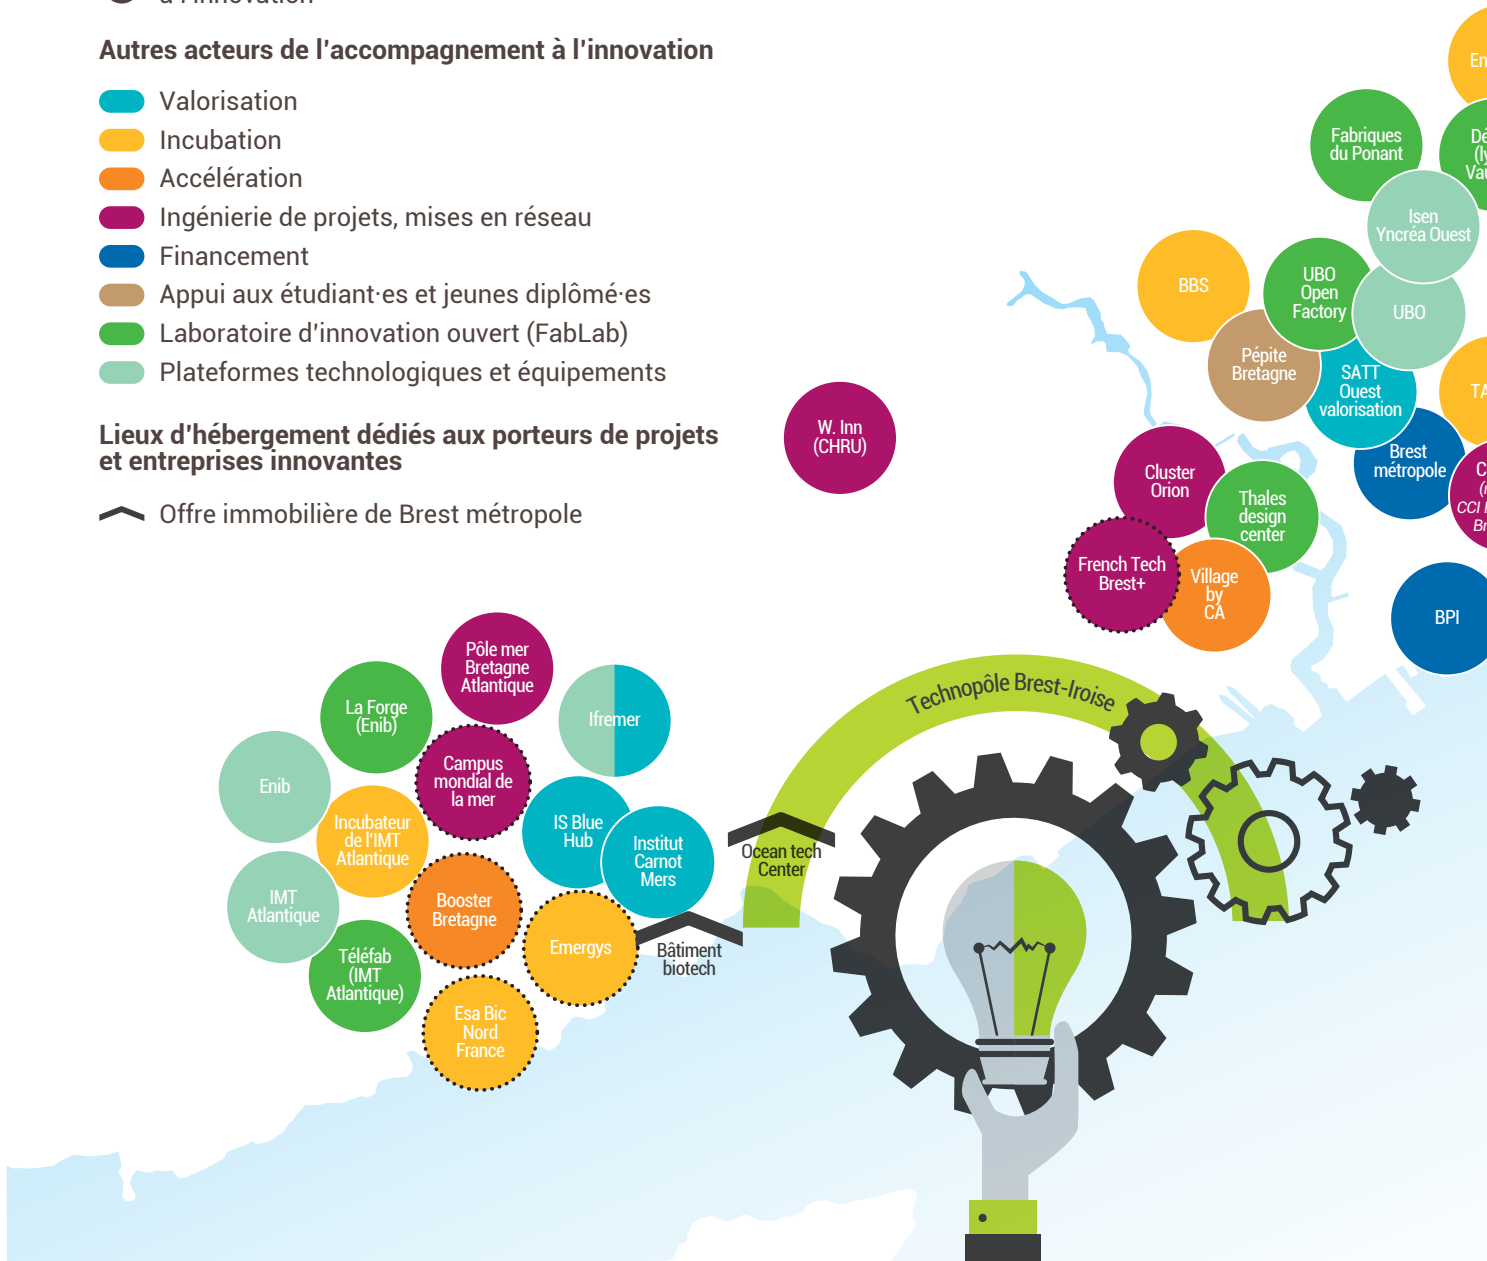 à l'innovation
Autres acteurs de l'accompagnement à l'innovation
Valorisation
Incubation
Accélération
Ingénierie de projets, mises en réseau
Financement
Appui aux étudiant·es et jeunes diplômé·es
Laboratoire d'innovation ouvert (FabLab)
Plateformes technologiques et équipements
Lieux d'hébergement dédiés aux porteurs de projets
et entreprises innovantes
Offre immobilière de Brest métropole
Fabriques
du Ponant
Isen
Yncréa Ouest
BBS
UBO
Open
Factory
UBO
Pépite
Bretagne
SATT
Ouest
valorisation
Brest
métropole
W. Inn
(CHRU)
Cluster
Orion
Thales
design
center
French Tech
Brest+
Village
by
CA
CCI
BPI
Pôle mer
Bretagne
Atlantique
La Forge
(Enib)
Ifremer
Campus
mondial de
la mer
Enib
Incubateur
de l'IMT
Atlantique
IS Blue
Hub
Institut
Carnot
Mers
IMT
Atlantique
Booster
Bretagne
Emergys
Téléfab
(IMT
Atlantique)
Esa Bic
Nord
France
Technopôle Brest-Iroise
Ocean tech
Center
Bâtiment
biotech